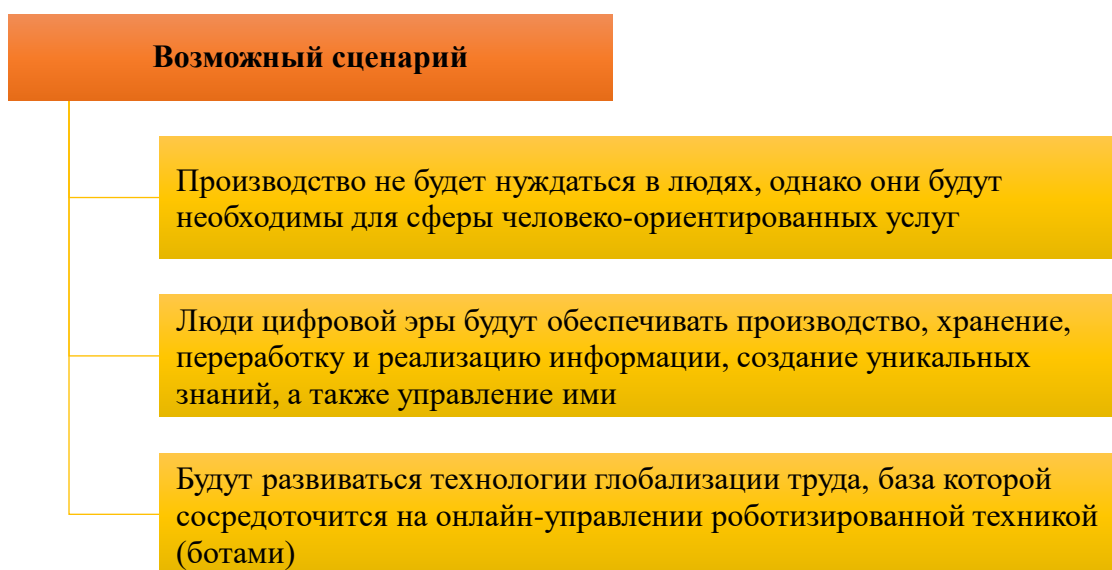 Возможный сценарий
Производство не будет нуждаться в людях, однако они будут
необходимы для сферы человеко-ориентированных услуг
Люди цифровой эры будут обеспечивать производство, хранение,
переработку и реализацию информации, создание уникальных
знаний, а также управление ими
Будут развиваться технологии глобализации труда, база которой
сосредоточится на онлайн-управлении роботизированной техникой
(ботами)